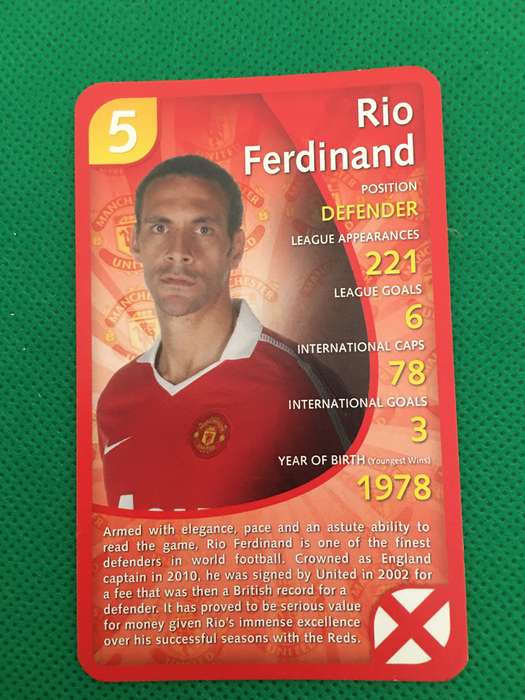 5
Rio
Ferdinand
POSITION
DEFENDER
LEAGUE APPEARANCES
221
LEAGUE GOALS
6
INTERNATIONAL CAPS
78
INTERNATIONAL GOALS
3
YEAR OF BIRTH (Youngest Wins)
1978
Armed with elegance, pace and an astute ability to
read the game, Rio Ferdinand is one of the finest
defenders in world football. Crowned as England
captain in 2010, he was signed by United in 2002 for
a fee that was then a British record for a
defender. It has proved to be serious value
for money given Rio's immense excellence
over his successful seasons with the Reds.
MANCHESTER
UNITED